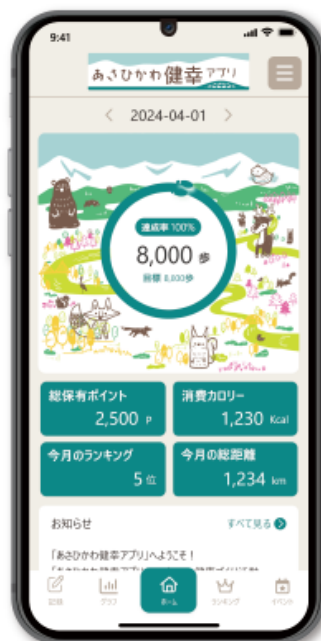 9:41
あさひかわ健幸アプリ
2024-04-01
達成率 100%
8,000 歩
目標 8,000歩
総保有ポイント
2,500 P
消費カロリー
1,230 Kcal
今月のランキング
5 位
今月の総距離
1,234 km
お知らせ
すべて見る
「あさひかわ健幸アプリ」へようこそ！
記録
グラフ
ホーム
ランキング
イベント